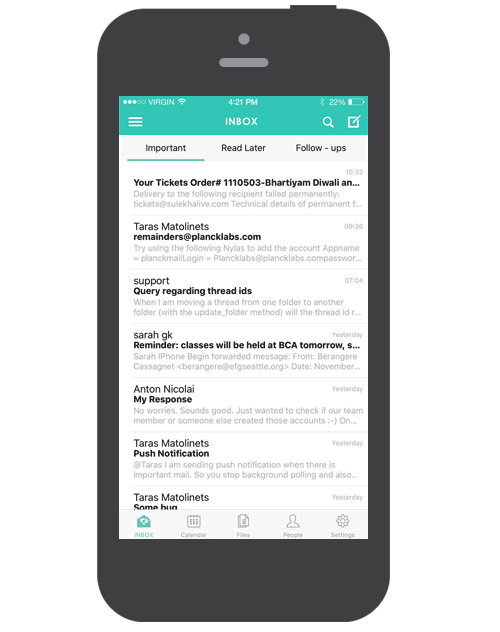 VIRGIN 4:21 PM 22%
INBOX
Important Read Later Follow - ups
10:32
Your Tickets Order# 1110503-Bhartiyam Diwali an...
Delivery to the following recipient failed permanently:
tickets@sulekhalive.com Technical details of permanent f...
Taras Matolinets 09:26
remainders@plancklabs.com
Try using the following Nylas to add the account Appname
= planckmailLogin = Plancklabs@plancklabs.compasswor...
support 07:04
Query regarding thread ids
When I am moving a thread from one folder to another
folder (with the update_folder method) will the thread id r...
sarah gk Yesterday
Reminder: classes will be held at BCA tomorrow, s...
Sarah IPhone Begin forwarded message: From: Berangere
Cassagnet <berangere@efgseattle.org> Date: November...
Anton Nicolai Yesterday
My Response
No worries. Sounds good. Just wanted to check if our team
member or someone else created those accounts :-) On...
Taras Matolinets Yesterday
Push Notification
@Taras I am sending push notification when there is
important mail. So you stop background polling and also...
Taras Matolinets Yesterday
Some bug
INBOX Calendar Files People Settings